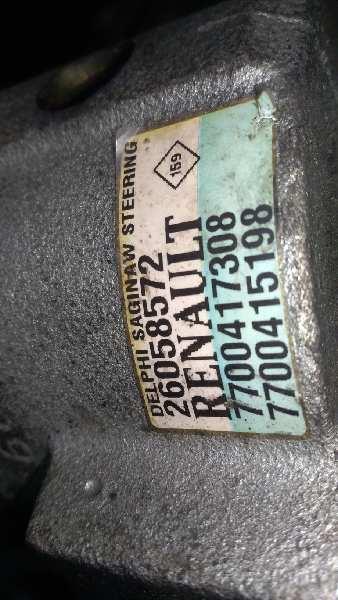 DELPHI SAGINAW STEERING
26058572
159
RENAULT
7700417308
7700415198